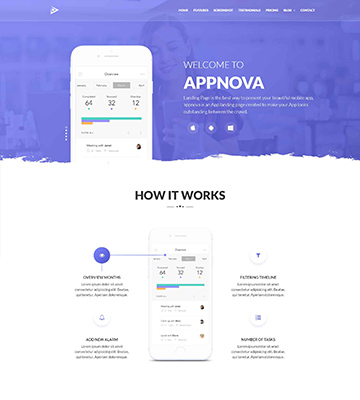 HOME FEATURES SCREENSHOT TESTIMONIALS PRICING BLOG CONTACT
Overview
January February March April
64 32 12
Meeting with
WELCOME TO
APPNOVA
Landing Page is the best way to present your beautiful mobile app,
appnova is an App landing page created to make your App looks
outstanding between the crowd.
HOW IT WORKS
Overview
64 32 12
OVERVIEW MONTHS
Lorem ipsum dolor sit amet,
consectetur adipisicing elit. Beatae,
Aperiam doloremque.
FILTERING TIMELINE
Lorem ipsum dolor sit amet,
consectetur adipisicing elit. Beatae,
quidem, Aperiam doloremque.
ADD NEW ALARM
Lorem ipsum dolor sit amet,
consectetur adipisicing elit. Beatae,
Aperiam doloremque.
NUMBER OF TASKS
Lorem ipsum dolor sit amet,
consectetur adipisicing elit. Beatae,
Aperiam doloremque.